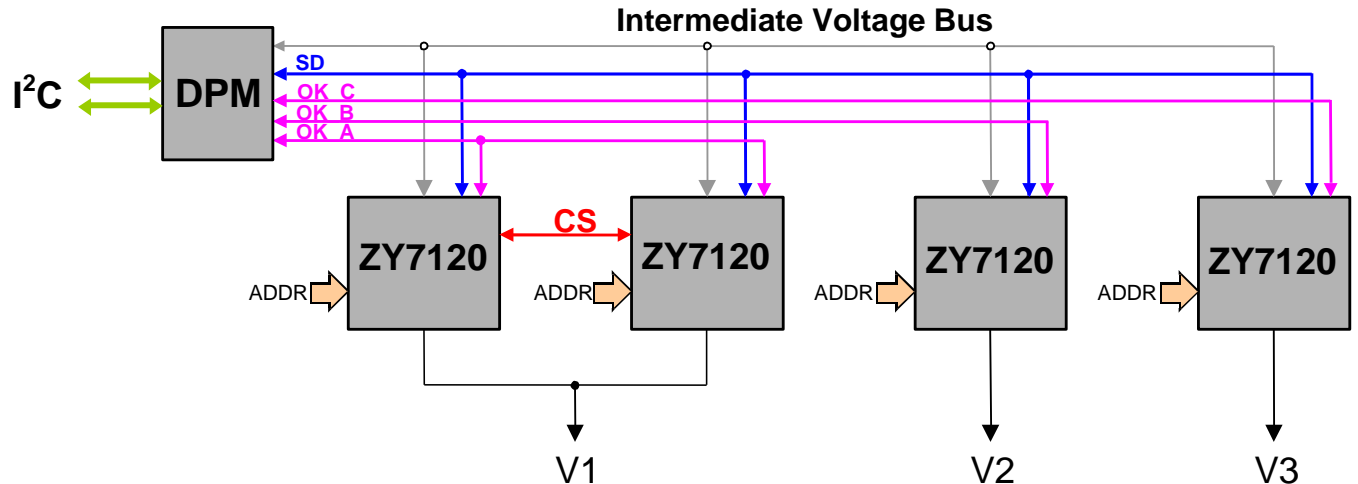 Intermediate Voltage Bus
I²C
DPM
SD
OK_C
OK_B
OK_A
ZY7120
CS
ZY7120
ZY7120
ZY7120
ADDR
ADDR
ADDR
ADDR
V1
V2
V3